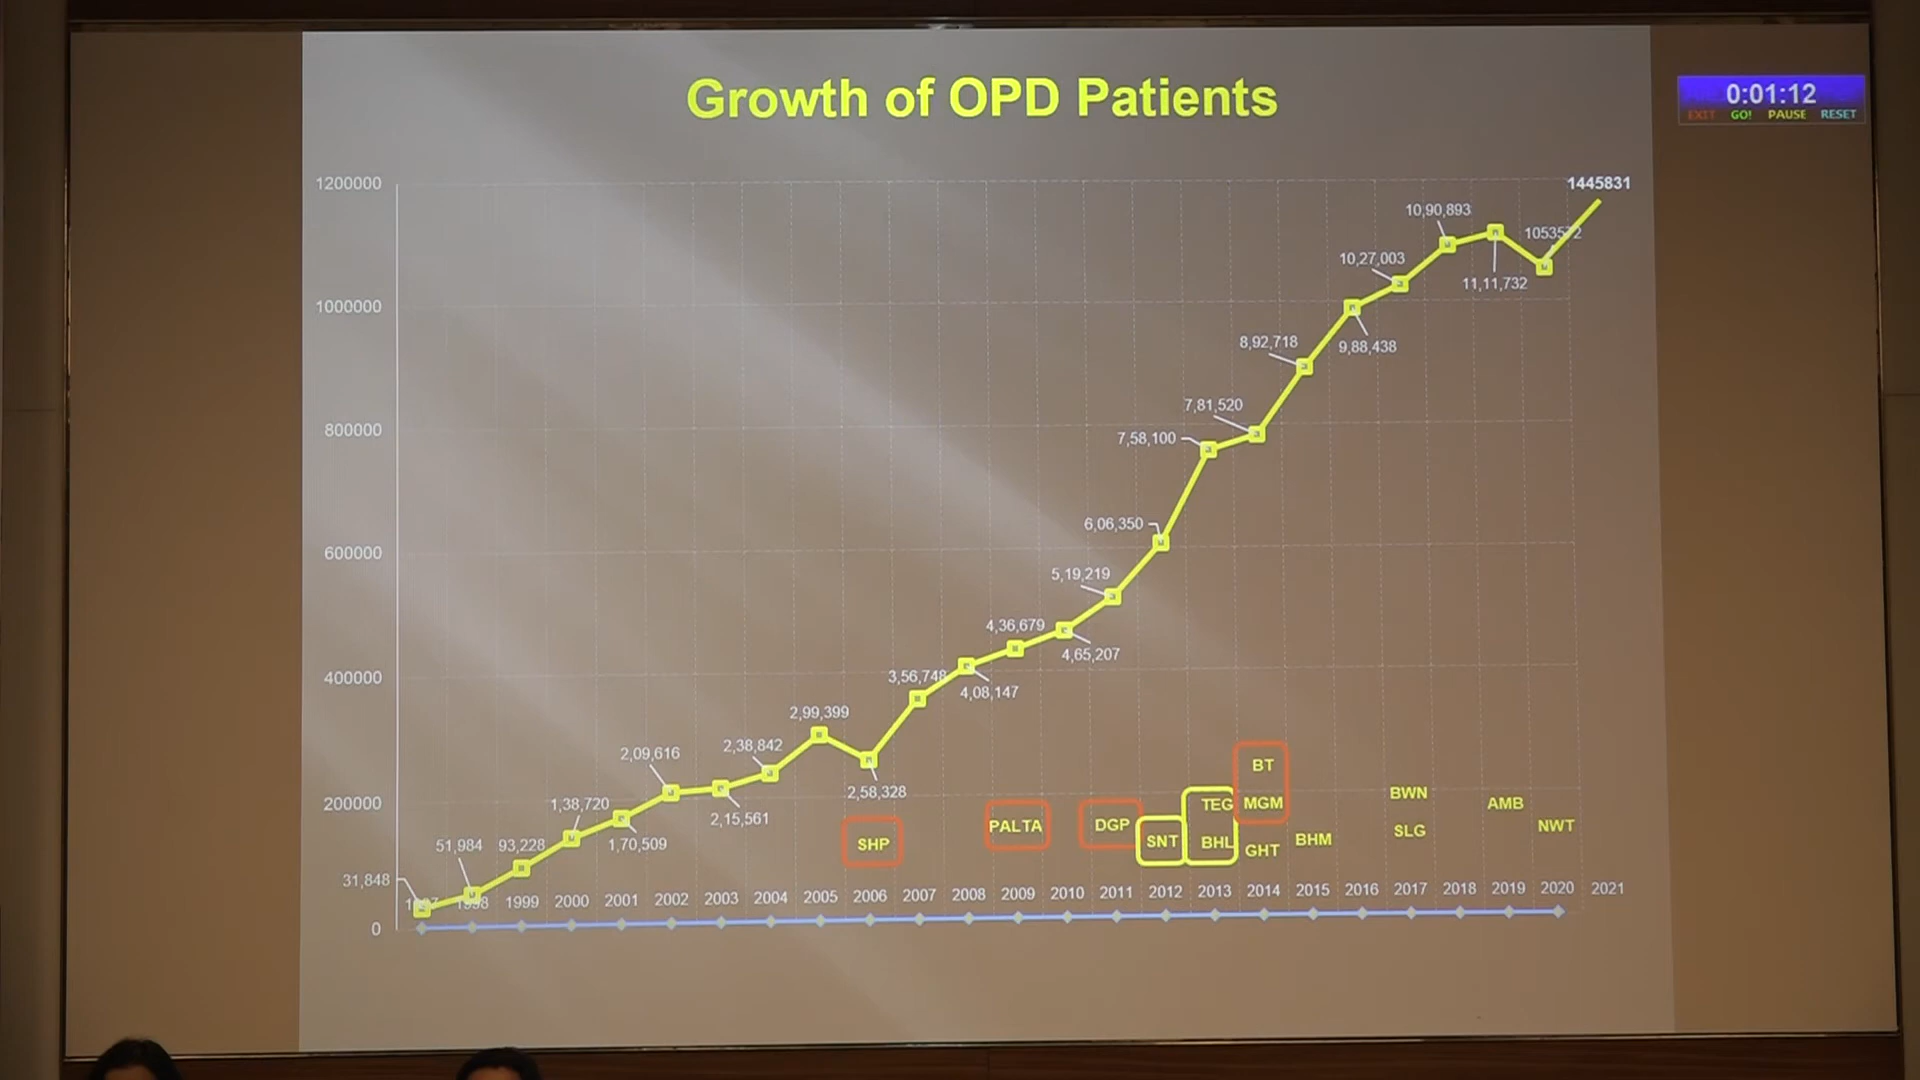 Growth of OPD Patients
0:01:12
EXIT GO! PAUSE RESET
1200000
1000000
800000
600000
400000
200000
0
31,848
51,984
93,228
1,38,720
1,70,509
2,09,616
2,15,561
2,38,842
2,99,399
2,58,328
3,56,748
4,08,147
4,36,679
4,65,207
5,19,219
6,06,350
7,58,100
7,81,520
8,92,718
9,88,438
10,27,003
10,90,893
11,11,732
1445831
SHP
PALTA
DGP
SNT
TEG
BHL
BT
MGM
GHT
BHM
BWN
SLG
AMB
NWT
1998 1999 2000 2001 2002 2003 2004 2005 2006 2007 2008 2009 2010 2011 2012 2013 2014 2015 2016 2017 2018 2019 2020 2021